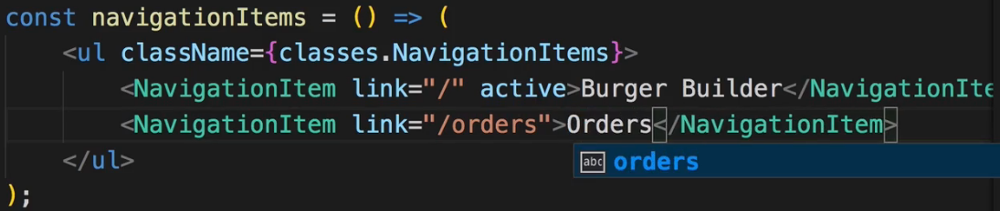 const navigationItems = () => (
<ul className={classes.NavigationItems}>
<NavigationItem link="/" active>Burger Builder</NavigationIte
<NavigationItem link="/orders">Orders</NavigationItem>
abc orders
</ul>
);